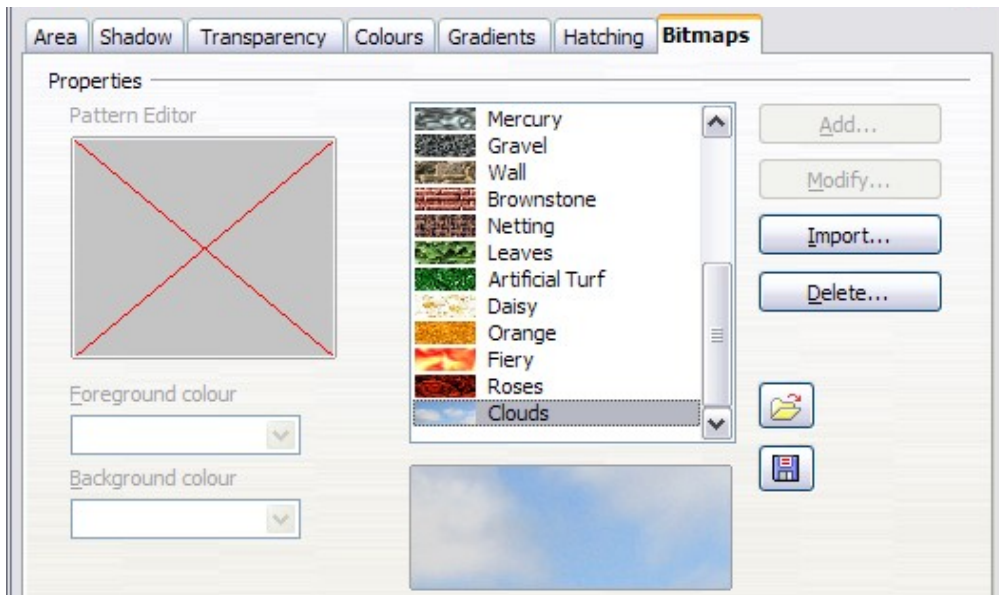 Area Shadow Transparency Colours Gradients Hatching Bitmaps
Properties
Pattern Editor
Foreground colour
Background colour
Mercury
Gravel
Wall
Brownstone
Netting
Leaves
Artificial Turf
Daisy
Orange
Fiery
Roses
Clouds
Add...
Modify...
Import...
Delete...